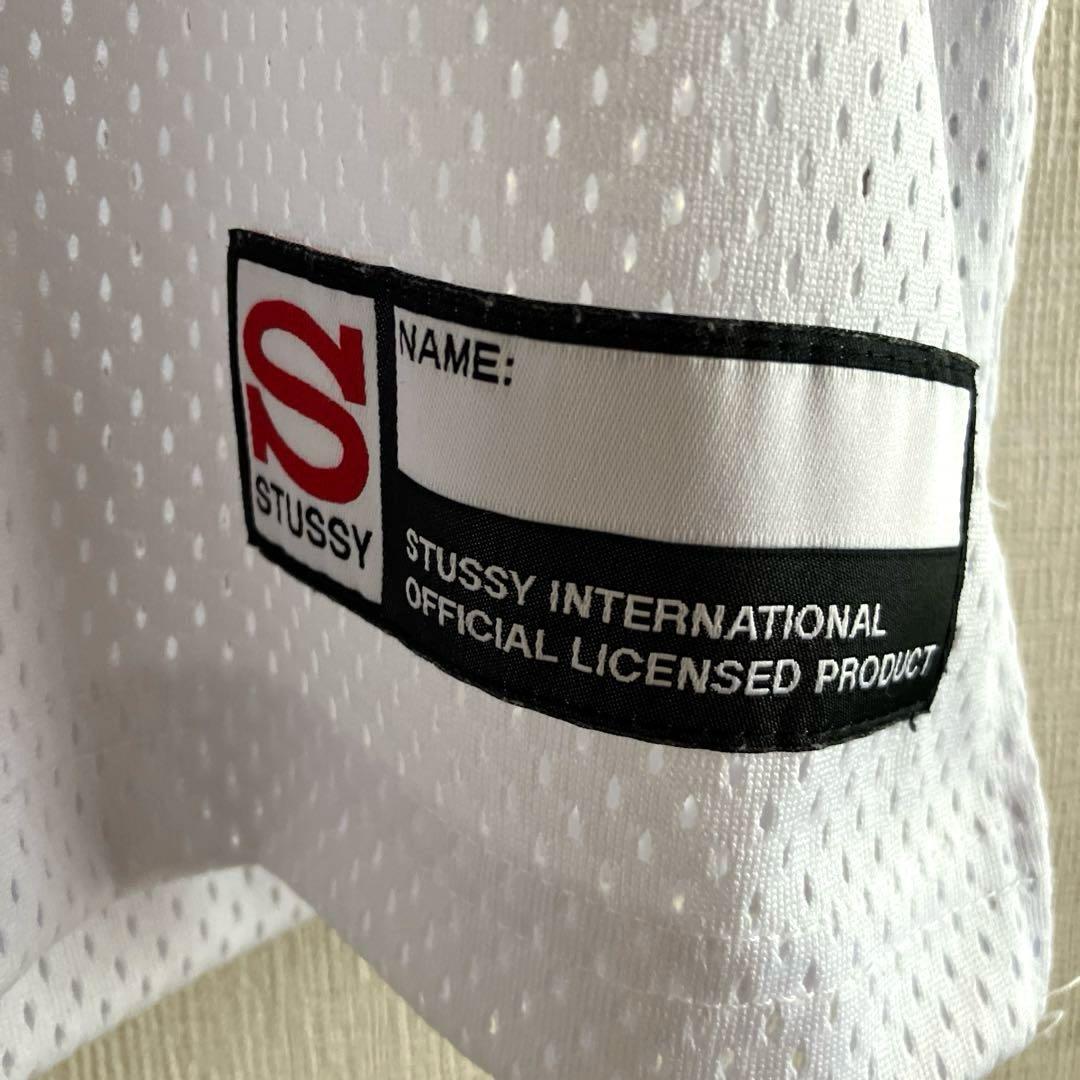 S
STUSSY
NAME:
STUSSY INTERNATIONAL
OFFICIAL LICENSED PRODUCT